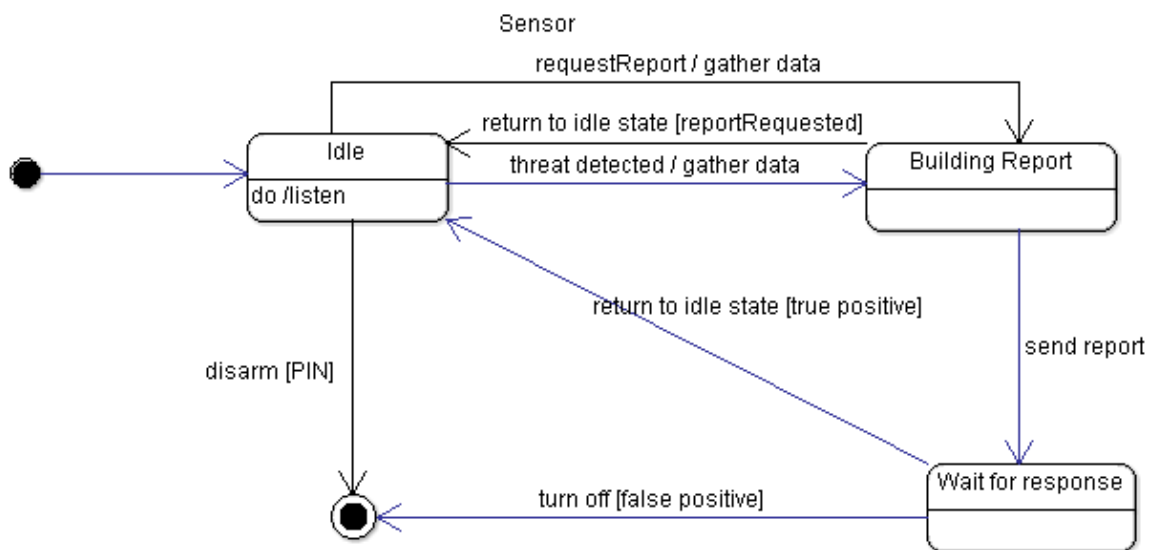 Sensor
requestReport / gather data
return to idle state [reportRequested]
Idle
Building Report
threat detected / gather data
do /listen
return to idle state [true positive]
send report
disarm [PIN]
Wait for response
turn off [false positive]